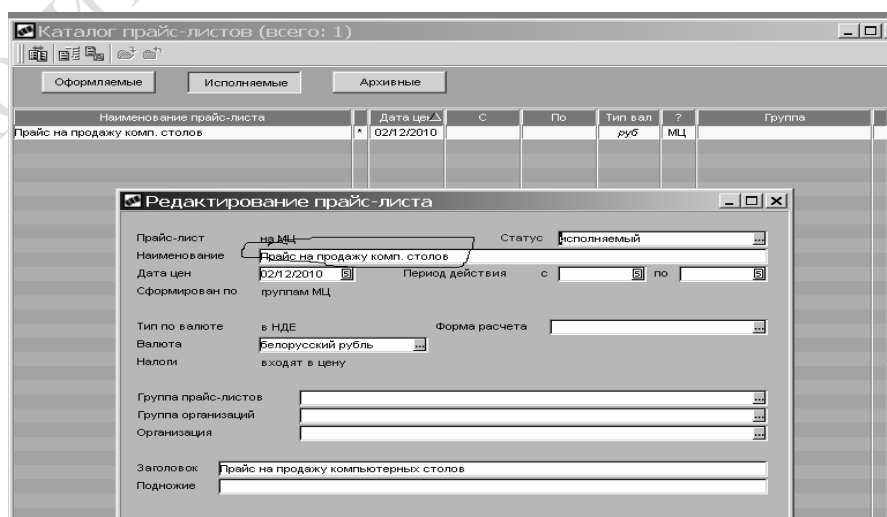 Каталог прайс-листов (всего: 1)
Оформляемые Исполняемые Архивные
Наименование прайс-листа Дата цен С По Тип вал ? Группа
Прайс на продажу комп. столов * 02/12/2010 руб МЦ
Редактирование прайс-листа
Прайс-лист на МЦ Статус исполняемый
Наименование Прайс на продажу комп. столов
Дата цен 02/12/2010 Период действия с по
Сформирован по группам МЦ
Тип по валюте в НДЕ Форма расчета
Валюта белорусский рубль
Налоги входят в цену
Группа прайс-листов
Группа организаций
Организация
Заголовок Прайс на продажу компьютерных столов
Подножие